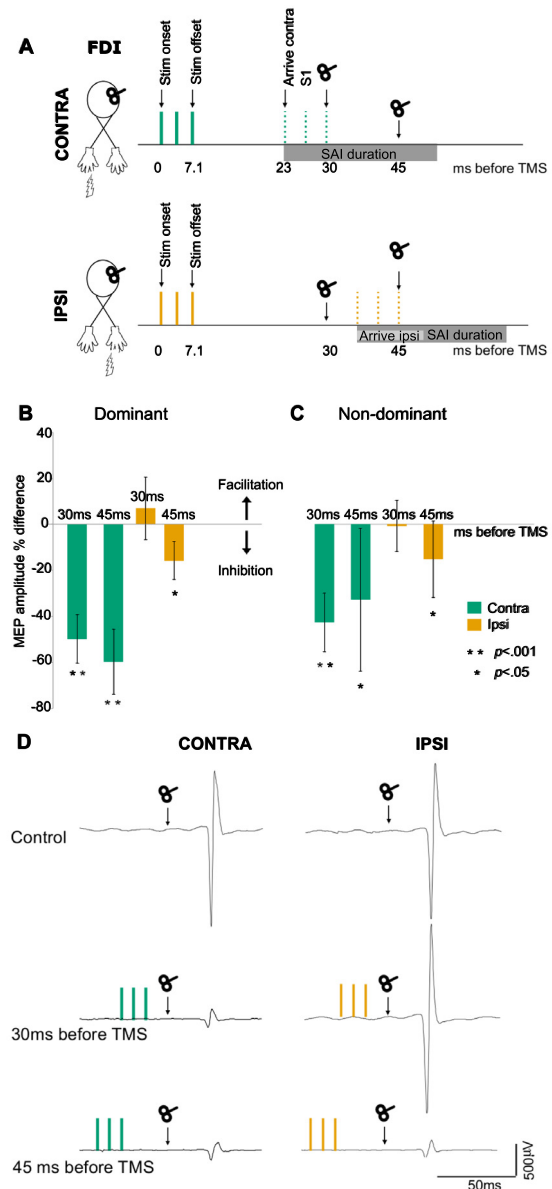 A
FDI
CONTRA
Stim onset
Stim offset
Arrive contra
S1
SAI duration
0 7.1 23 30 45 ms before TMS
IPSI
Stim onset
Stim offset
Arrive ipsi SAI duration
0 7.1 30 45 ms before TMS
B Dominant
C Non-dominant
MEP amplitude % difference
40
20
0
-20
-40
-60
-80
30ms 45ms 30ms 45ms
Facilitation
Inhibition
* *
* *
*
30ms 45ms 30ms 45ms
ms before TMS
* *
*
*
Contra
Ipsi
* * p<.001
* p<.05
D
CONTRA IPSI
Control
30ms before TMS
45 ms before TMS
500µV
50ms